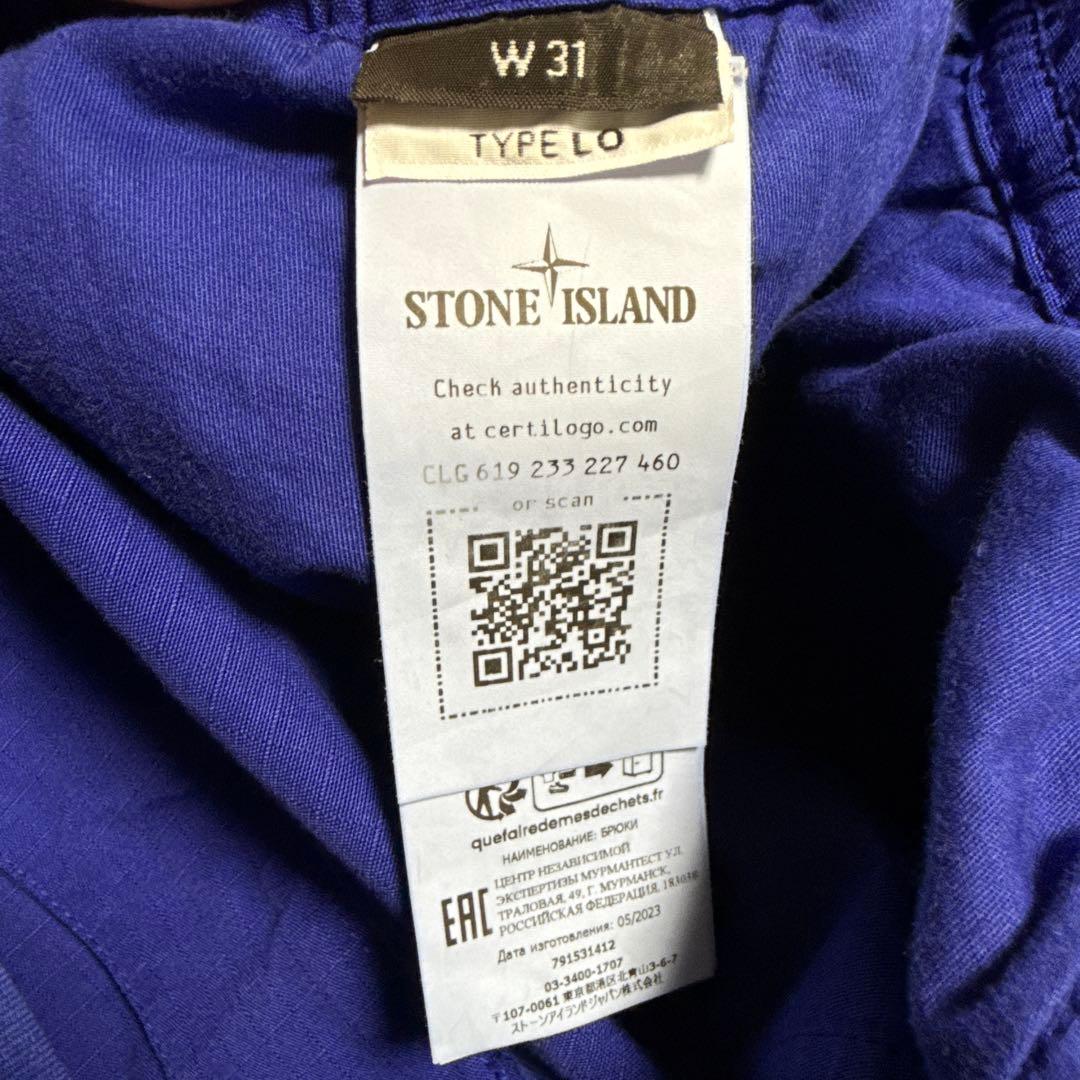 W 31
TYPE LO
STONE ISLAND
Check authenticity
at certilogo.com
CLG 619 233 227 460
or scan
quefairedemesdechets.fr
НАИМЕНОВАНИЕ: БРЮКИ
ЦЕНТР НЕЗАВИСИМОЙ
ЭКСПЕРТИЗЫ МУРМАНТЕСТ УЛ.
ТРАЛОВАЯ, 49, Г. МУРМАНСК,
РОССИЙСКАЯ ФЕДЕРАЦИЯ, 183038
EAC
Дата изготовления: 05/2023
791531412
03-3400-1707
〒107-0061 東京都港区北青山3-6-7
ストーンアイランドジャパン株式会社